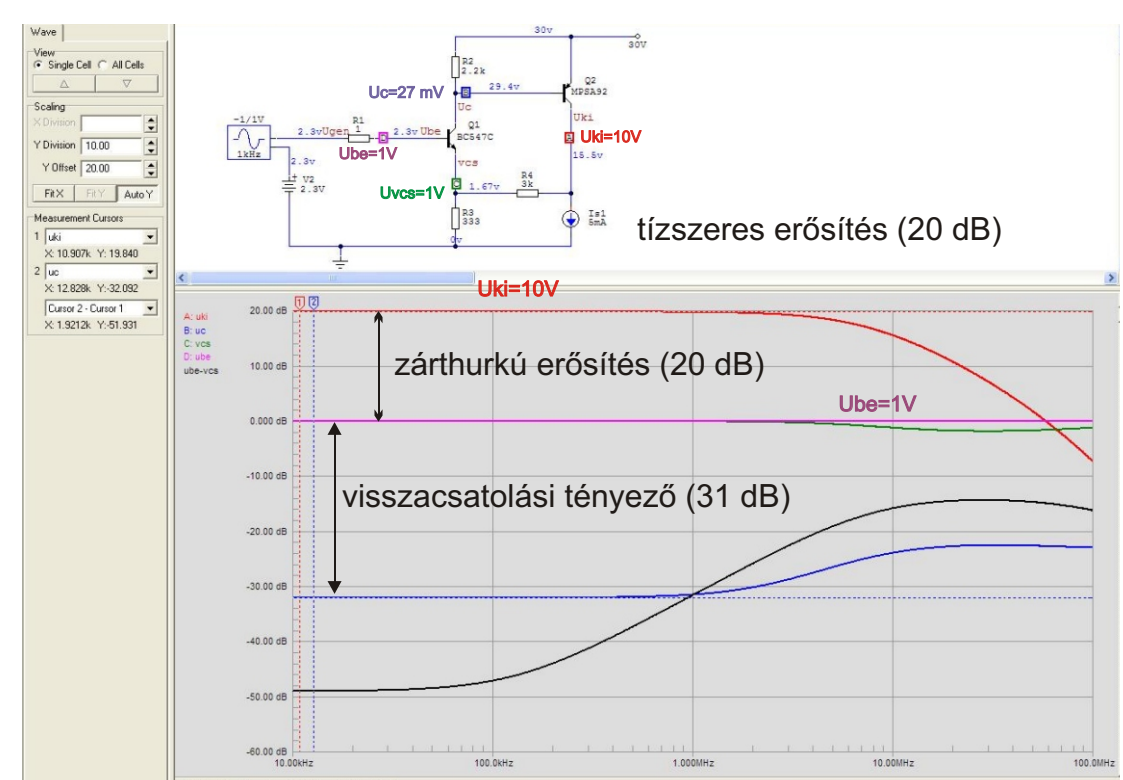 Wave
View
Single Cell All Cells
Scaling
X Division
Y Division 10.00
Y Offset 20.00
Fit X Fit Y Auto Y
Measurement Cursors
1 uki
X: 10.907k Y: 19.840
2 uc
X: 12.828k Y:-32.092
Cursor 2 - Cursor 1
X: 1.9212k Y:-51.931
30v
30V
R2
2.2k
Uc=27 mV
29.4v
Q2
MPSA92
Uc
Uki
-1/1V
1kHz
2.3v Ugen
R1
1
2.3v Ube
Q1
BC547C
Uki=10V
Ube=1V
15.5v
vcs
2.3v
V2
2.3V
Uvcs=1V
1.67v
R4
3k
R3
333
Is1
5mA
0v
tízszeres erősítés (20 dB)
Uki=10V
1 2
A: uki
B: uc
C: vcs
D: ube
ube-vcs
20.00 dB
10.00 dB
0.000 dB
-10.00 dB
-20.00 dB
-30.00 dB
-40.00 dB
-50.00 dB
-60.00 dB
zárthurkú erősítés (20 dB)
Ube=1V
visszacsatolási tényező (31 dB)
10.00kHz 100.0kHz 1.000MHz 10.00MHz 100.0MHz